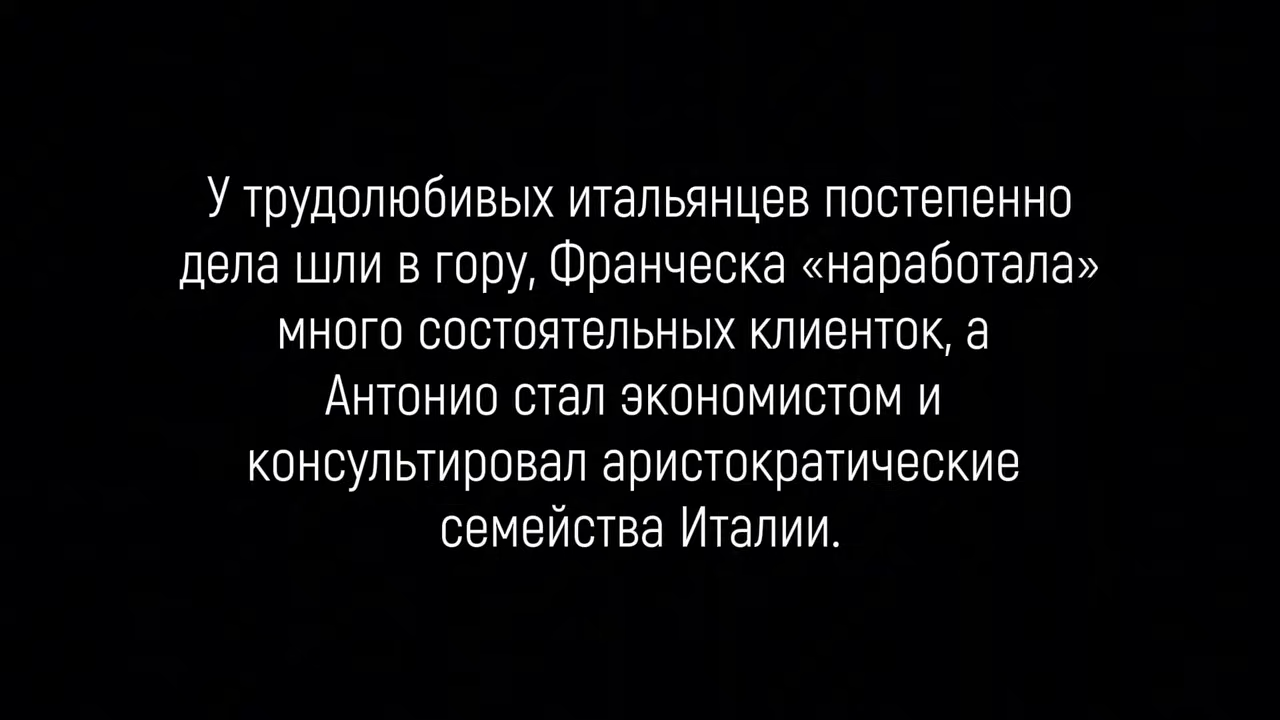 У трудолюбивых итальянцев постепенно
дела шли в гору, Франческа «наработала»
много состоятельных клиенток, а
Антонио стал экономистом и
консультировал аристократические
семейства Италии.